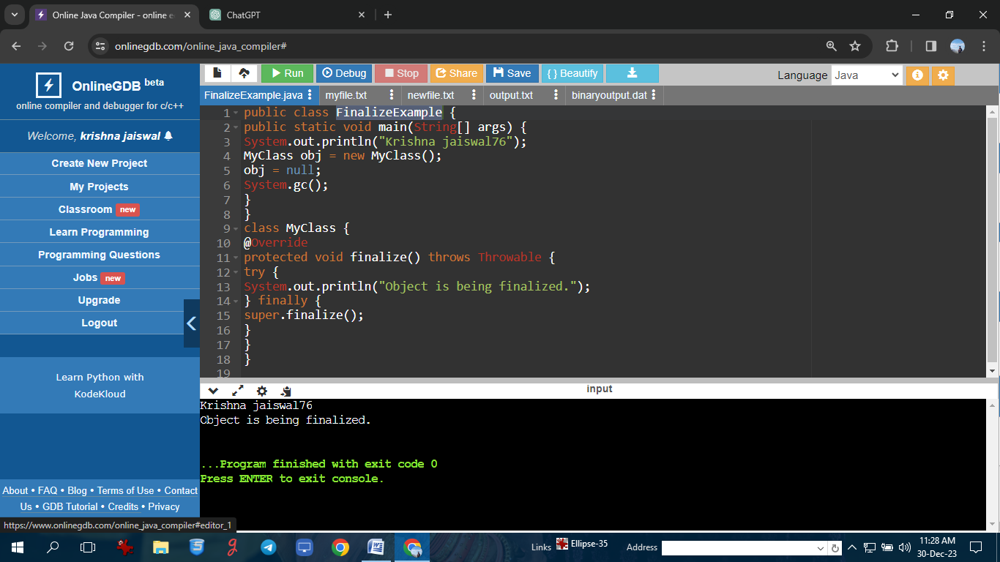 Online Java Compiler - online e
ChatGPT
onlinegdb.com/online_java_compiler#
OnlineGDB beta
online compiler and debugger for c/c++
Welcome, krishna jaiswal
Create New Project
My Projects
Classroom new
Learn Programming
Programming Questions
Jobs new
Upgrade
Logout
Learn Python with
KodeKloud
About • FAQ • Blog • Terms of Use • Contact
Us • GDB Tutorial • Credits • Privacy
https://www.onlinegdb.com/online_java_compiler#editor_1
Run Debug Stop Share Save { } Beautify Language Java
FinalizeExample.java myfile.txt newfile.txt output.txt binaryoutput.dat
1 public class FinalizeExample {
2 public static void main(String[] args) {
3 System.out.println("Krishna jaiswal76");
4 MyClass obj = new MyClass();
5 obj = null;
6 System.gc();
7 }
8 }
9 class MyClass {
10 @Override
11 protected void finalize() throws Throwable {
12 try {
13 System.out.println("Object is being finalized.");
14 } finally {
15 super.finalize();
16 }
17 }
18 }
19
input
Krishna jaiswal76
Object is being finalized.
...Program finished with exit code 0
Press ENTER to exit console.
Links Ellipse-35 Address
11:28 AM
30-Dec-23